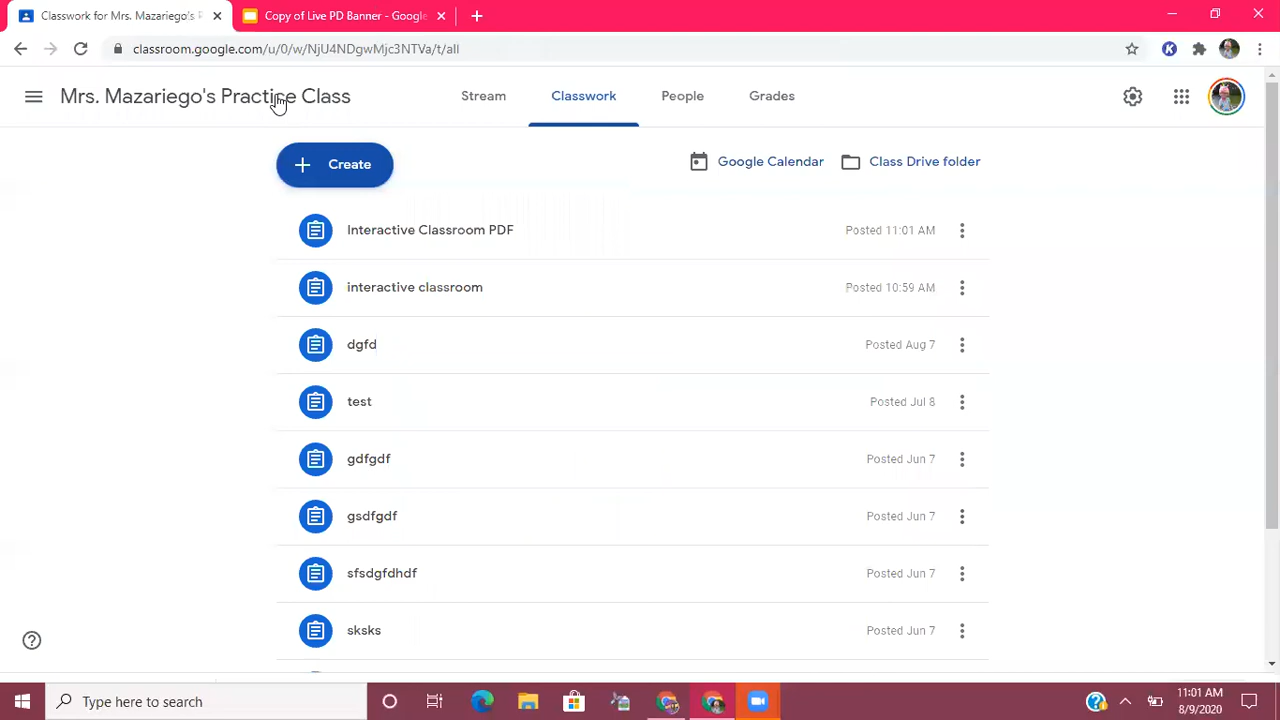 Classwork for Mrs. Mazariego's P
Copy of Live PD Banner - Google
classroom.google.com/u/0/w/NjU4NDgwMjc3NTVa/t/all
Mrs. Mazariego's Practice Class
Stream
Classwork
People
Grades
Create
Google Calendar
Class Drive folder
Interactive Classroom PDF
Posted 11:01 AM
interactive classroom
Posted 10:59 AM
dgfd
Posted Aug 7
test
Posted Jul 8
gdfgdf
Posted Jun 7
gsdfgdf
Posted Jun 7
sfsdgfdhdf
Posted Jun 7
sksks
Posted Jun 7
Type here to search
11:01 AM
8/9/2020